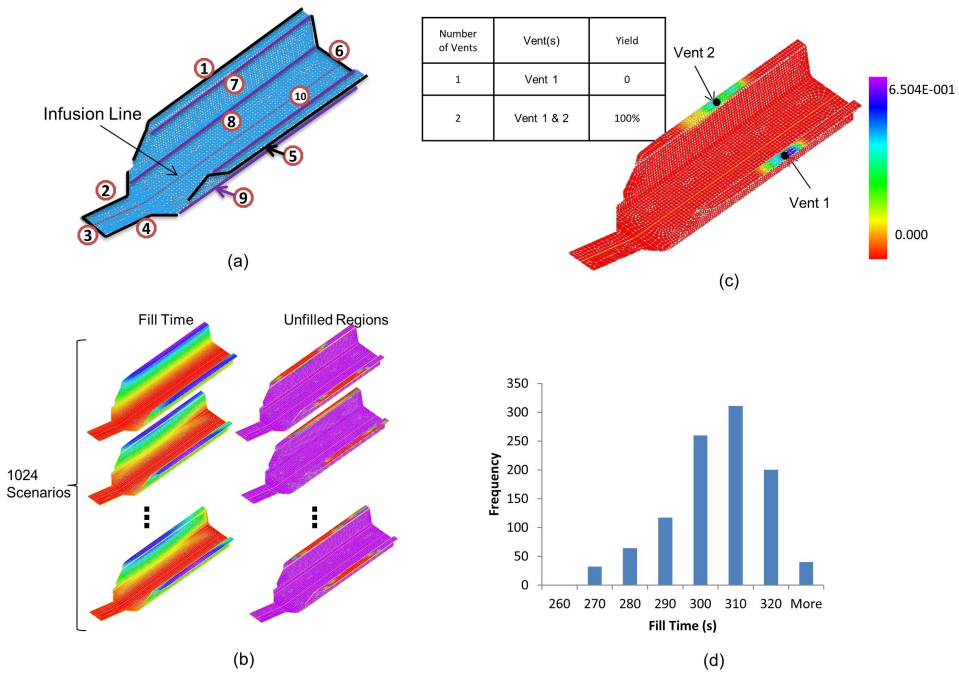 1
6
7
10
Infusion Line
8
5
2
9
4
3
(a)
Number of Vents
Vent(s)
Yield
1
Vent 1
0
2
Vent 1 & 2
100%
Vent 2
6.504E-001
Vent 1
0.000
(c)
Fill Time
Unfilled Regions
1024
Scenarios
(b)
350
300
250
200
150
100
50
0
Frequency
260 270 280 290 300 310 320 More
Fill Time (s)
(d)